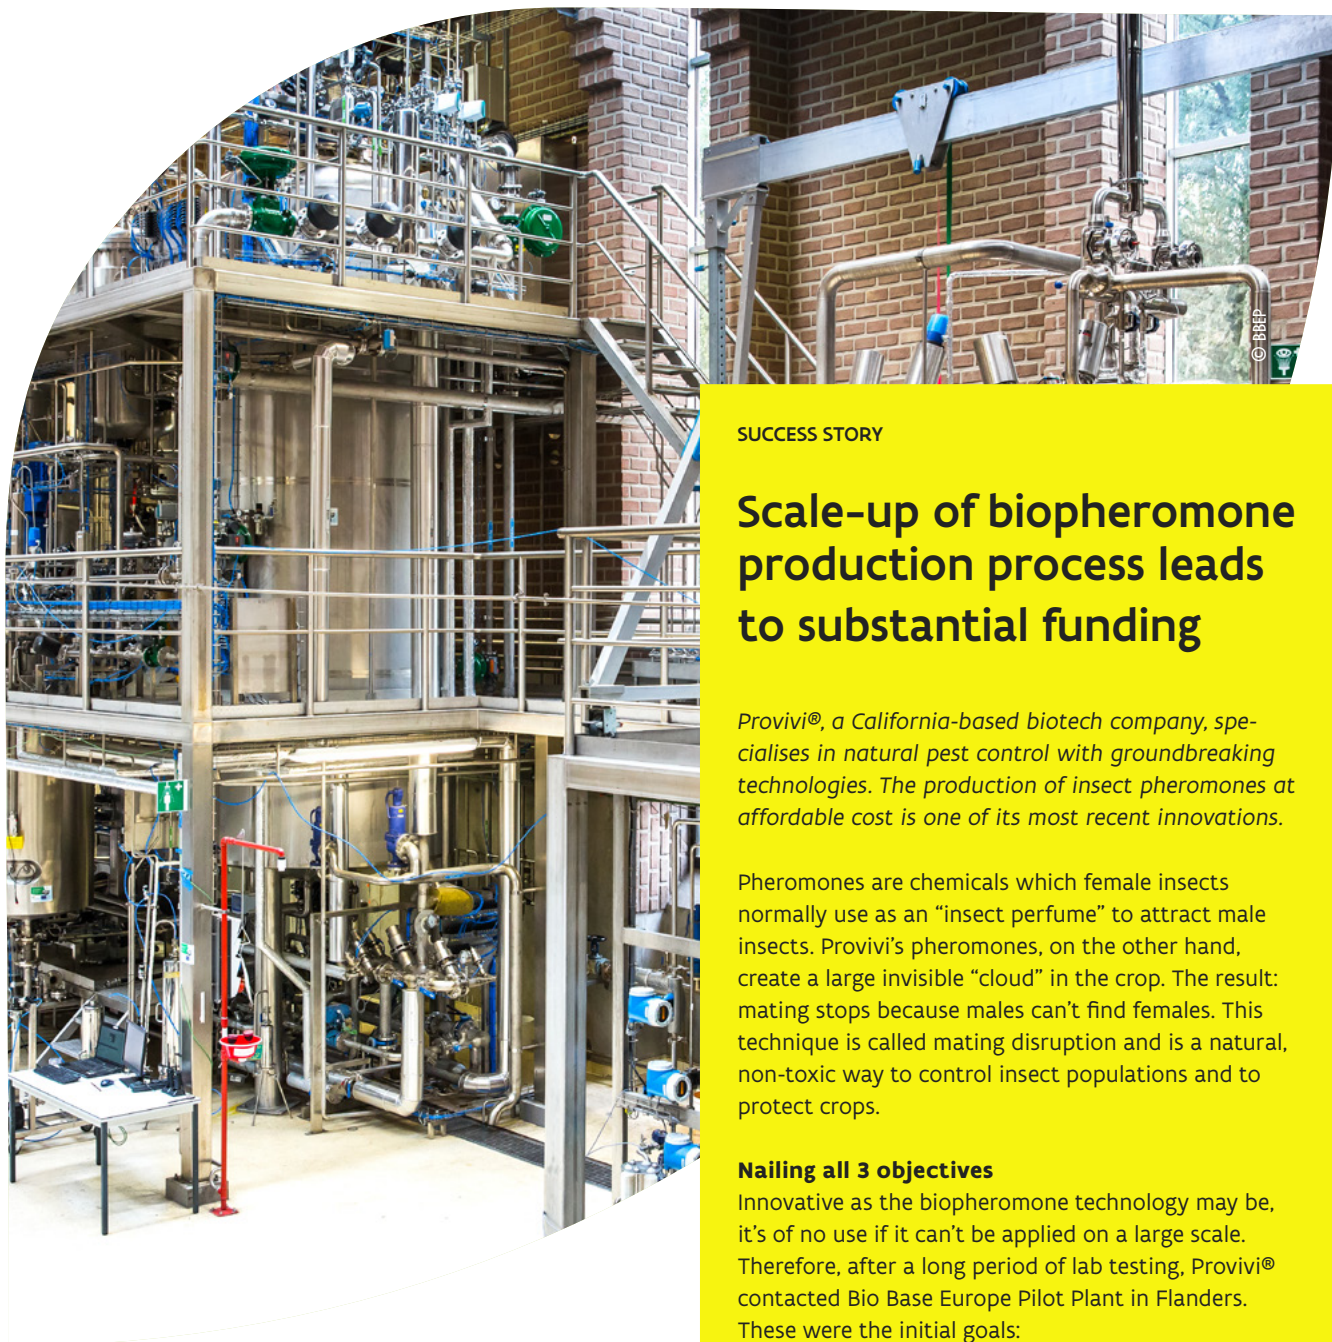 © BBEP
SUCCESS STORY
Scale-up of biopheromone
production process leads
to substantial funding
Provivi®, a California-based biotech company, spe-
cialises in natural pest control with groundbreaking
technologies. The production of insect pheromones at
affordable cost is one of its most recent innovations.
Pheromones are chemicals which female insects
normally use as an “insect perfume” to attract male
insects. Provivi’s pheromones, on the other hand,
create a large invisible “cloud” in the crop. The result:
mating stops because males can’t find females. This
technique is called mating disruption and is a natural,
non-toxic way to control insect populations and to
protect crops.
Nailing all 3 objectives
Innovative as the biopheromone technology may be,
it’s of no use if it can’t be applied on a large scale.
Therefore, after a long period of lab testing, Provivi®
contacted Bio Base Europe Pilot Plant in Flanders.
These were the initial goals: